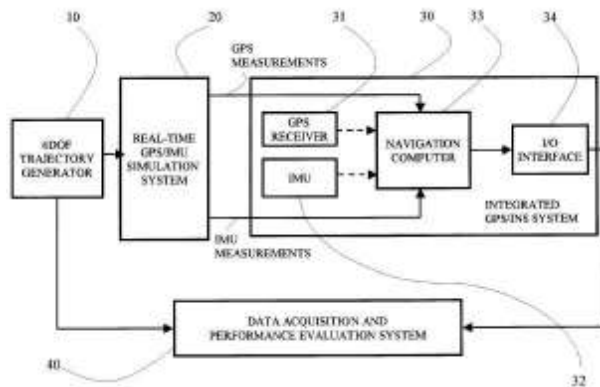 10
20
31
30
33
34
GPS
MEASUREMENTS
6DOF
TRAJECTORY
GENERATOR
REAL-TIME
GPS/IMU
SIMULATION
SYSTEM
GPS
RECEIVER
IMU
NAVIGATION
COMPUTER
I/O
INTERFACE
INTEGRATED
GPS/INS SYSTEM
IMU
MEASUREMENTS
DATA ACQUISITION AND
PERFORMANCE EVALUATION SYSTEM
40
32